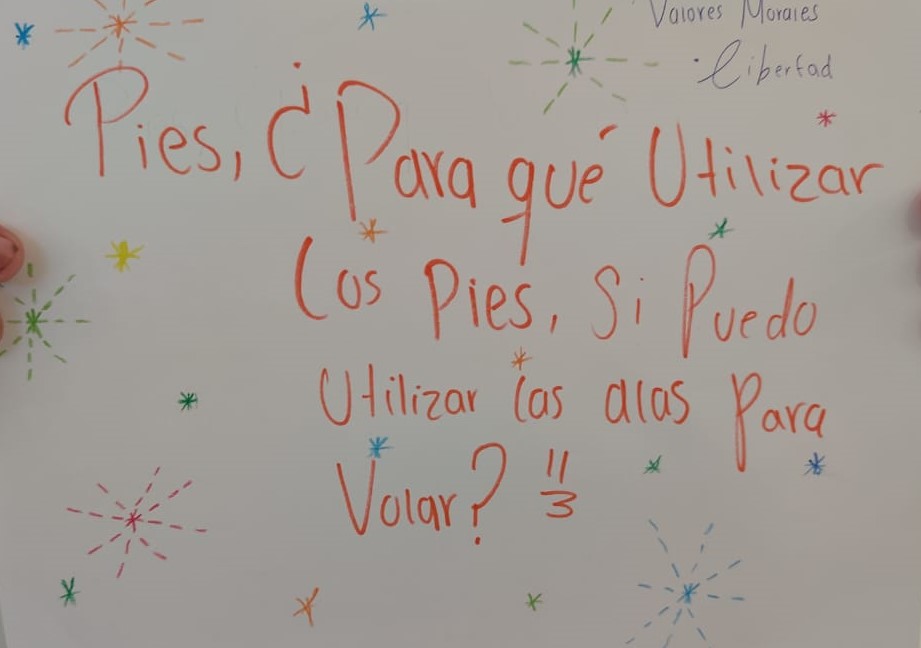 Valores Morales
·Libertad
Pies, ¿Para qué Utilizar
los pies, Si Puedo
Utilizar las alas Para
Volar? "3